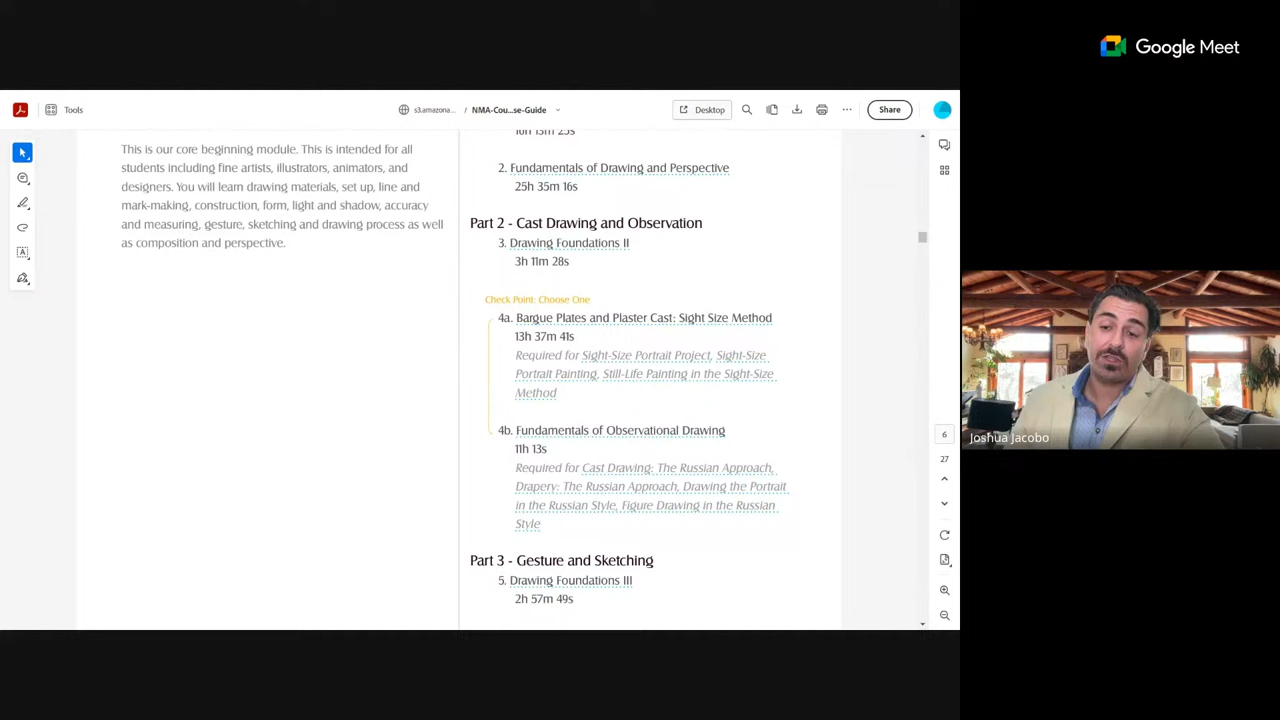 Google Meet
Tools
s3.amazona... / NMA-Cou...se-Guide
Desktop
Share
This is our core beginning module. This is intended for all
students including fine artists, illustrators, animators, and
designers. You will learn drawing materials, set up, line and
mark-making, construction, form, light and shadow, accuracy
and measuring, gesture, sketching and drawing process as well
as composition and perspective.
2. Fundamentals of Drawing and Perspective
25h 35m 16s
Part 2 - Cast Drawing and Observation
3. Drawing Foundations II
3h 11m 28s
Check Point: Choose One
4a. Bargue Plates and Plaster Cast: Sight Size Method
13h 37m 41s
Required for Sight-Size Portrait Project, Sight-Size
Portrait Painting, Still-Life Painting in the Sight-Size
Method
4b. Fundamentals of Observational Drawing
11h 13s
Required for Cast Drawing: The Russian Approach,
Drapery: The Russian Approach, Drawing the Portrait
in the Russian Style, Figure Drawing in the Russian
Style
Part 3 - Gesture and Sketching
5. Drawing Foundations III
2h 57m 49s
6
27
Joshua Jacobo